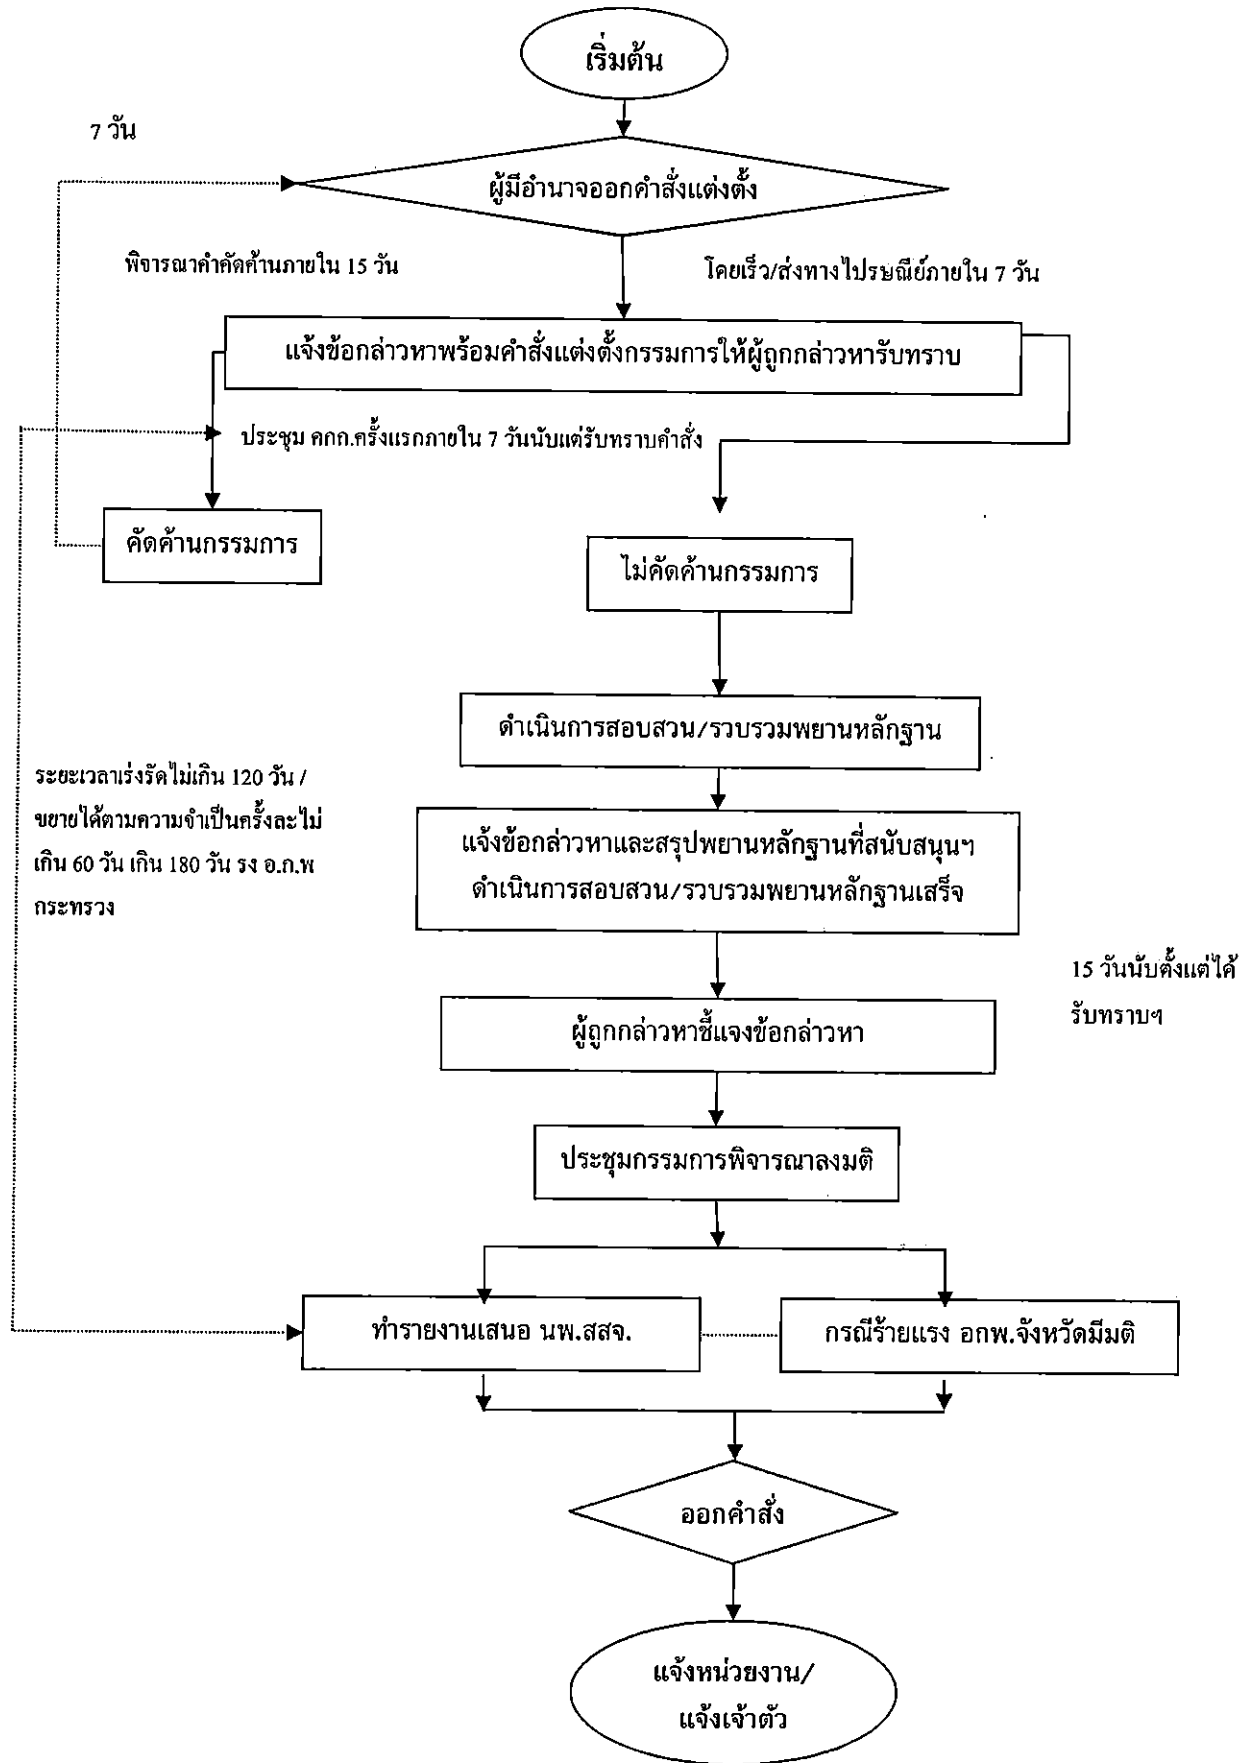 เริ่มต้น
7 วัน
ผู้มีอำนาจออกคำสั่งแต่งตั้ง
พิจารณาคำคัดค้านภายใน 15 วัน
โดยเร็ว/ส่งทางไปรษณีย์ภายใน 7 วัน
แจ้งข้อกล่าวหาพร้อมคำสั่งแต่งตั้งกรรมการให้ผู้ถูกกล่าวหารับทราบ
ประชุม คกก.ครั้งแรกภายใน 7 วันนับแต่รับทราบคำสั่ง
คัดค้านกรรมการ
ไม่คัดค้านกรรมการ
ดำเนินการสอบสวน/รวบรวมพยานหลักฐาน
ระยะเวลาเร่งรัดไม่เกิน 120 วัน /
ขยายได้ตามความจำเป็นครั้งละไม่
เกิน 60 วัน เกิน 180 วัน รง อ.ก.พ
กระทรวง
แจ้งข้อกล่าวหาและสรุปพยานหลักฐานที่สนับสนุนฯ
ดำเนินการสอบสวน/รวบรวมพยานหลักฐานเสร็จ
15 วันนับตั้งแต่ได้
รับทราบฯ
ผู้ถูกกล่าวหาชี้แจงข้อกล่าวหา
ประชุมกรรมการพิจารณาลงมติ
ทำรายงานเสนอ นพ.สสจ.
กรณีร้ายแรง อกพ.จังหวัดมีมติ
ออกคำสั่ง
แจ้งหน่วยงาน/
แจ้งเจ้าตัว